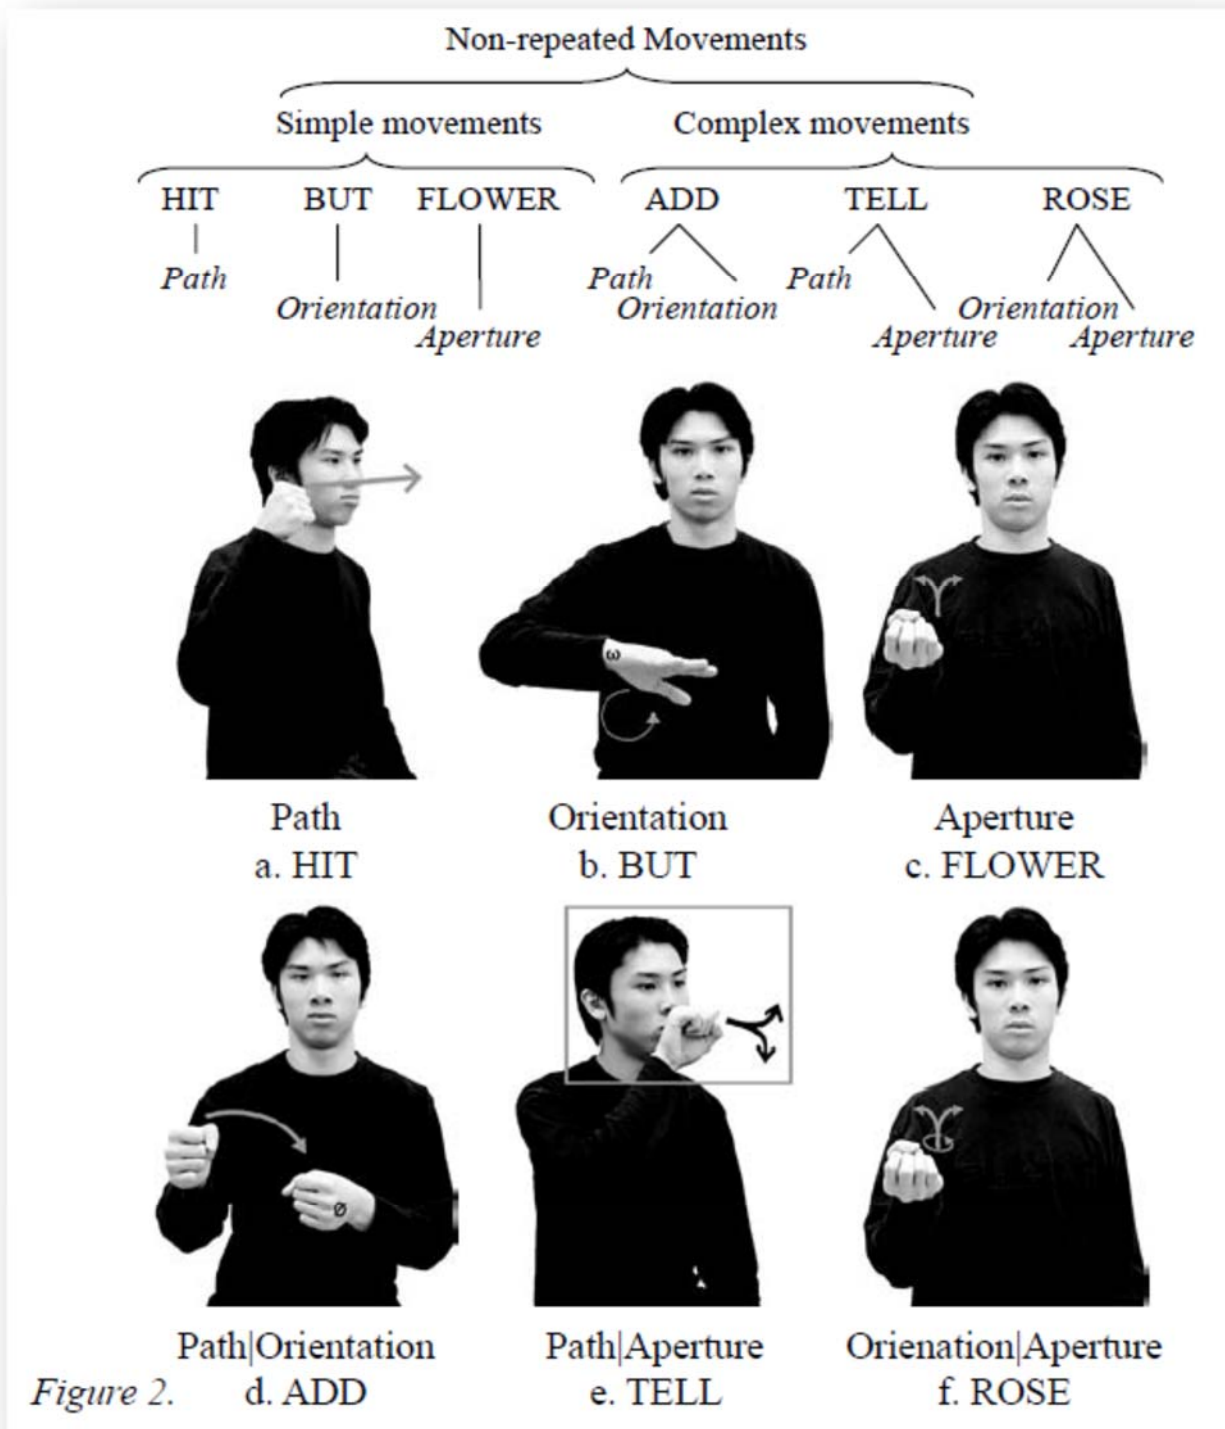 Non-repeated Movements
Simple movements Complex movements
HIT BUT FLOWER ADD TELL ROSE
Path Path Path
Orientation Orientation Orientation
Aperture Aperture Aperture
ω
Path Orientation Aperture
a. HIT b. BUT c. FLOWER
Ø
Path|Orientation Path|Aperture Orienation|Aperture
Figure 2. d. ADD e. TELL f. ROSE